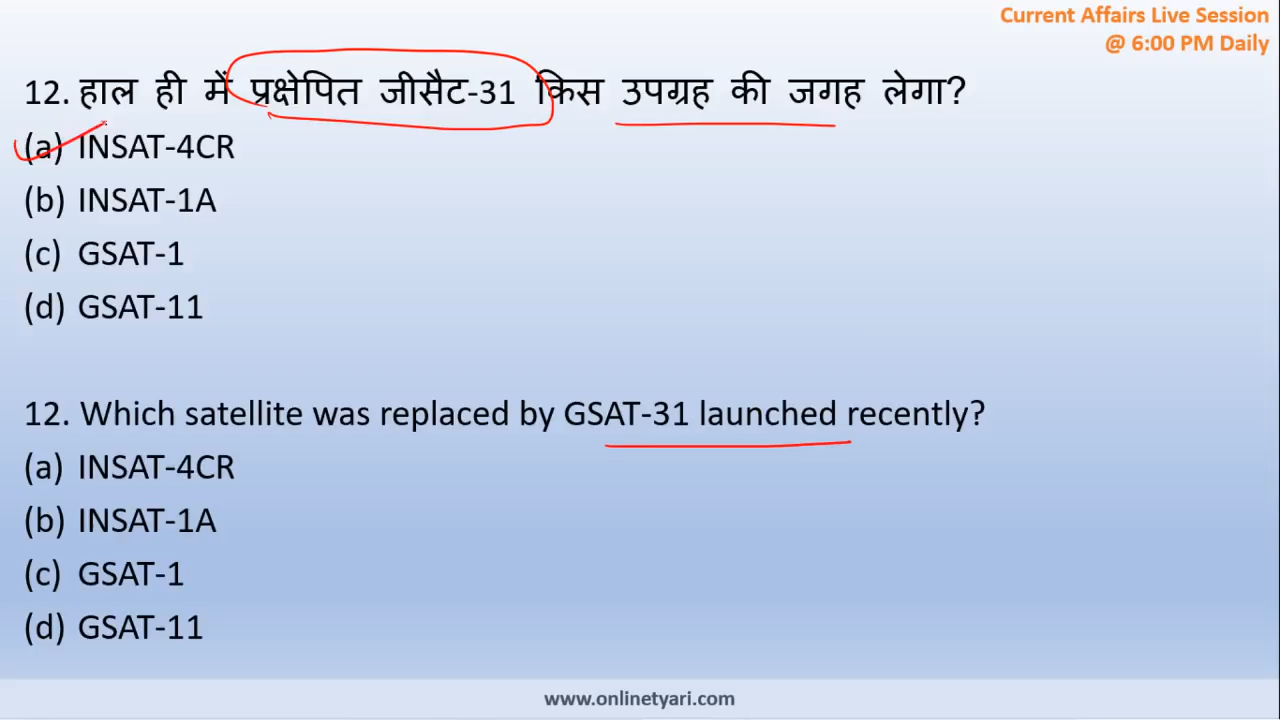 Current Affairs Live Session
@ 6:00 PM Daily
12. हाल ही में प्रक्षेपित जीसैट-31 किस उपग्रह की जगह लेगा?
(a) INSAT-4CR
(b) INSAT-1A
(c) GSAT-1
(d) GSAT-11
12. Which satellite was replaced by GSAT-31 launched recently?
(a) INSAT-4CR
(b) INSAT-1A
(c) GSAT-1
(d) GSAT-11
www.onlinetyari.com